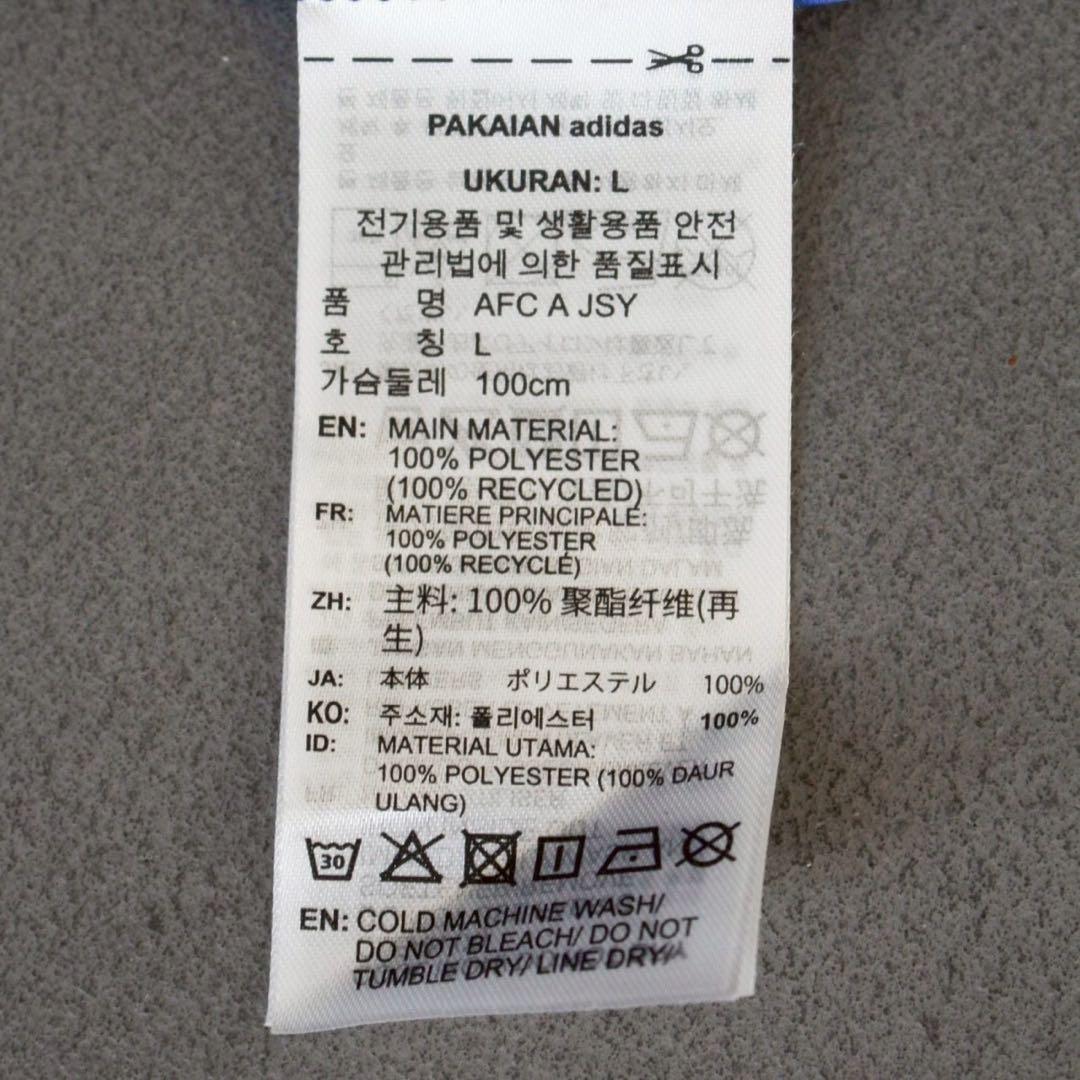 PAKAIAN adidas
UKURAN: L
전기용품 및 생활용품 안전
관리법에 의한 품질표시
품 명 AFC A JSY
호 칭 L
가슴둘레 100cm
EN: MAIN MATERIAL:
100% POLYESTER
(100% RECYCLED)
FR: MATIERE PRINCIPALE:
100% POLYESTER
(100% RECYCLÉ)
ZH: 主料: 100% 聚酯纤维(再
生)
JA: 本体 ポリエステル 100%
KO: 주소재: 폴리에스터 100%
ID: MATERIAL UTAMA:
100% POLYESTER (100% DAUR
ULANG)
30
EN: COLD MACHINE WASH/
DO NOT BLEACH/ DO NOT
TUMBLE DRY/ LINE DRY/